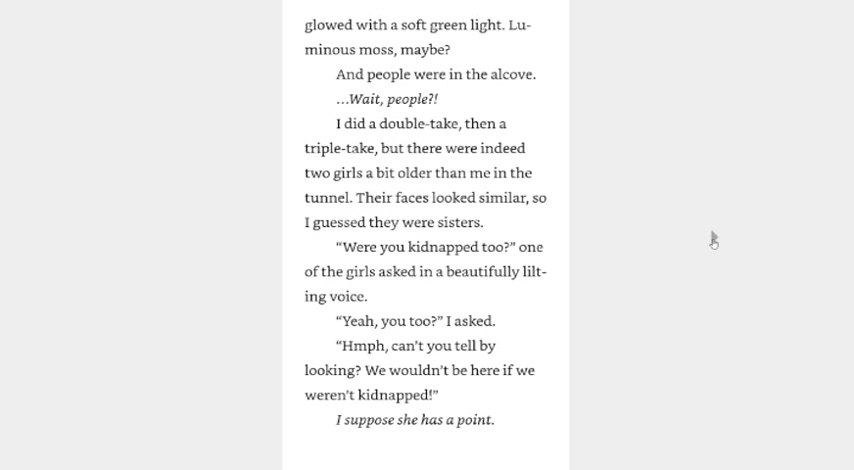 glowed with a soft green light. Lu-
minous moss, maybe?
And people were in the alcove.
...Wait, people?!
I did a double-take, then a
triple-take, but there were indeed
two girls a bit older than me in the
tunnel. Their faces looked similar, so
I guessed they were sisters.
“Were you kidnapped too?” one
of the girls asked in a beautifully lilt-
ing voice.
“Yeah, you too?” I asked.
“Hmph, can’t you tell by
looking? We wouldn’t be here if we
weren’t kidnapped!”
I suppose she has a point.